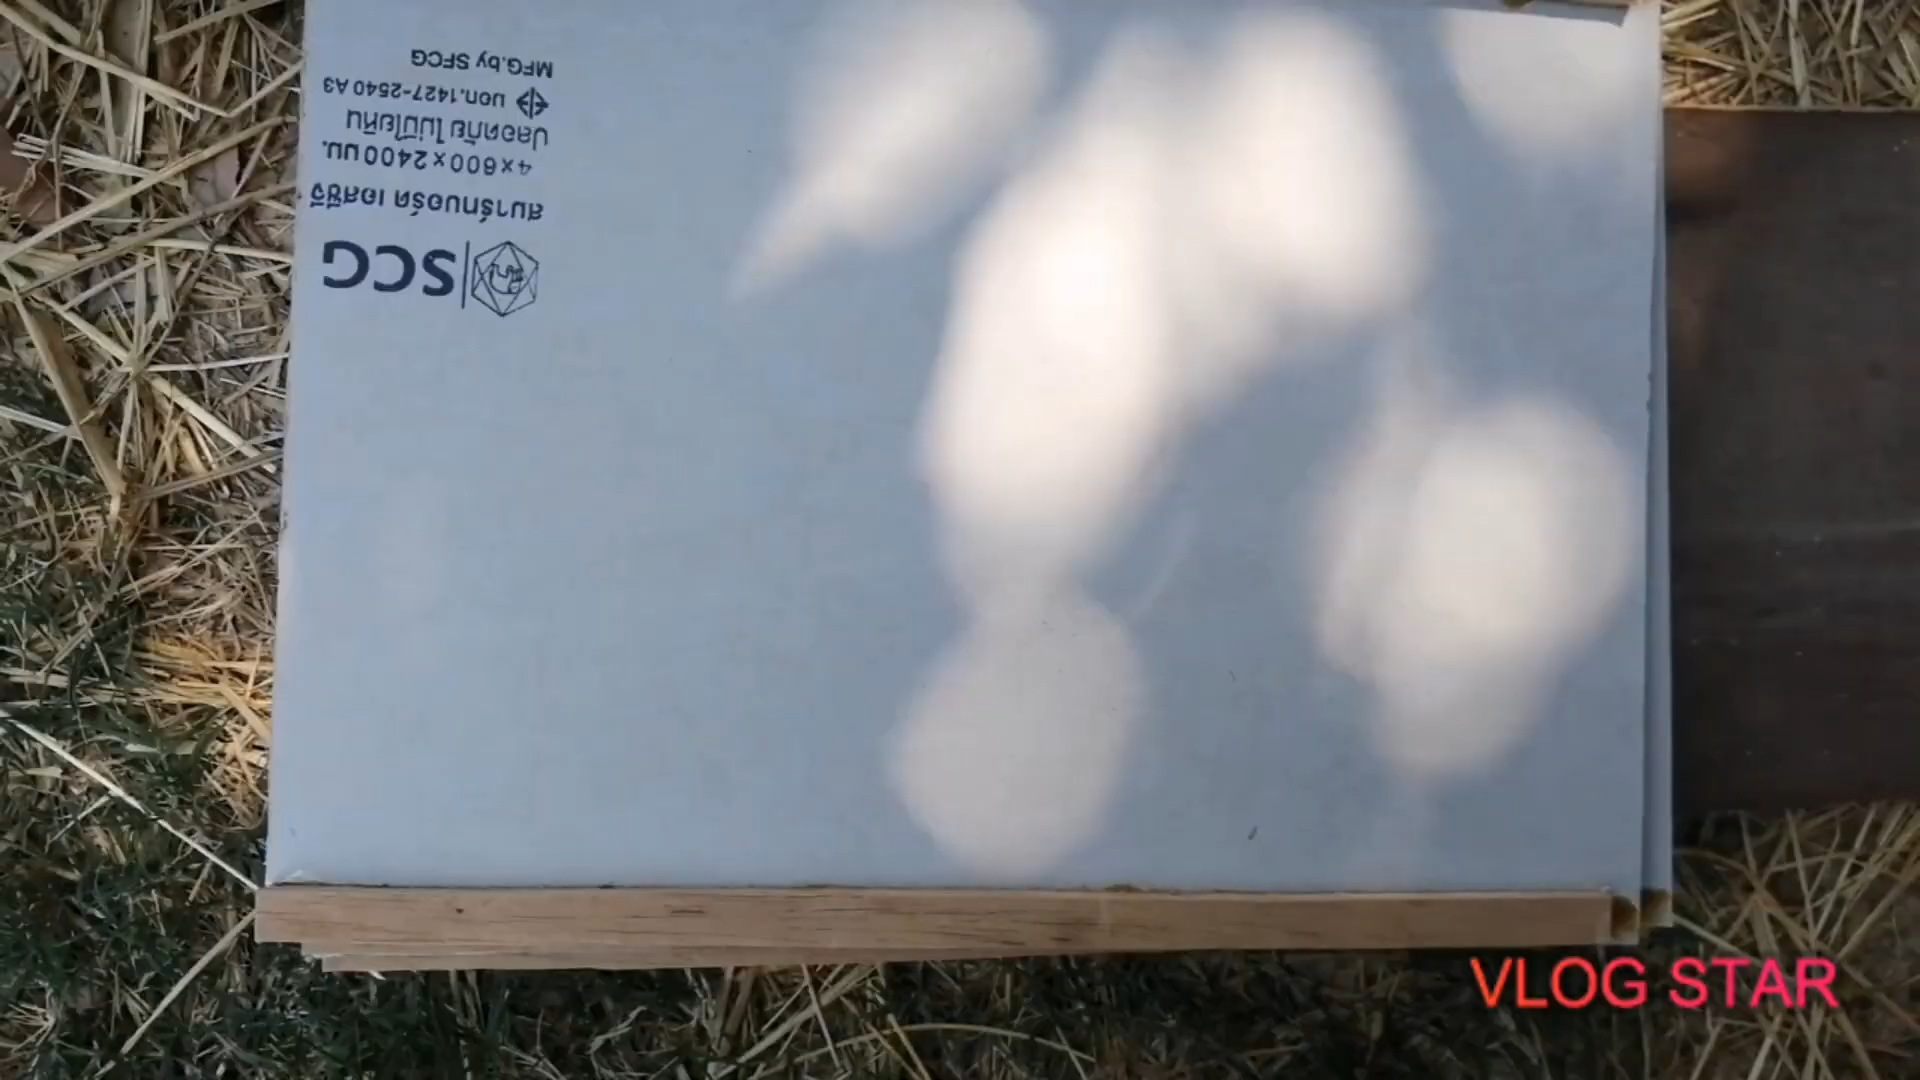 SCG
สมาร์ทบอร์ด เอสซีจี
4 x 600 x 2400 มม.
ปลอดภัย ไม่มีใยหิน
มอก.1427-2540 A3
MFG.by SFCG
VLOG STAR